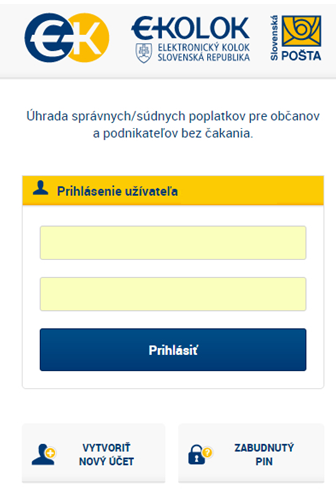 €K
€KOLOK
ELEKTRONICKÝ KOLOK
SLOVENSKÁ REPUBLIKA
Slovenská
POŠTA
Úhrada správnych/súdnych poplatkov pre občanov
a podnikateľov bez čakania.
Prihlásenie užívateľa
Prihlásiť
VYTVORIŤ
NOVÝ ÚČET
ZABUDNUTÝ
PIN